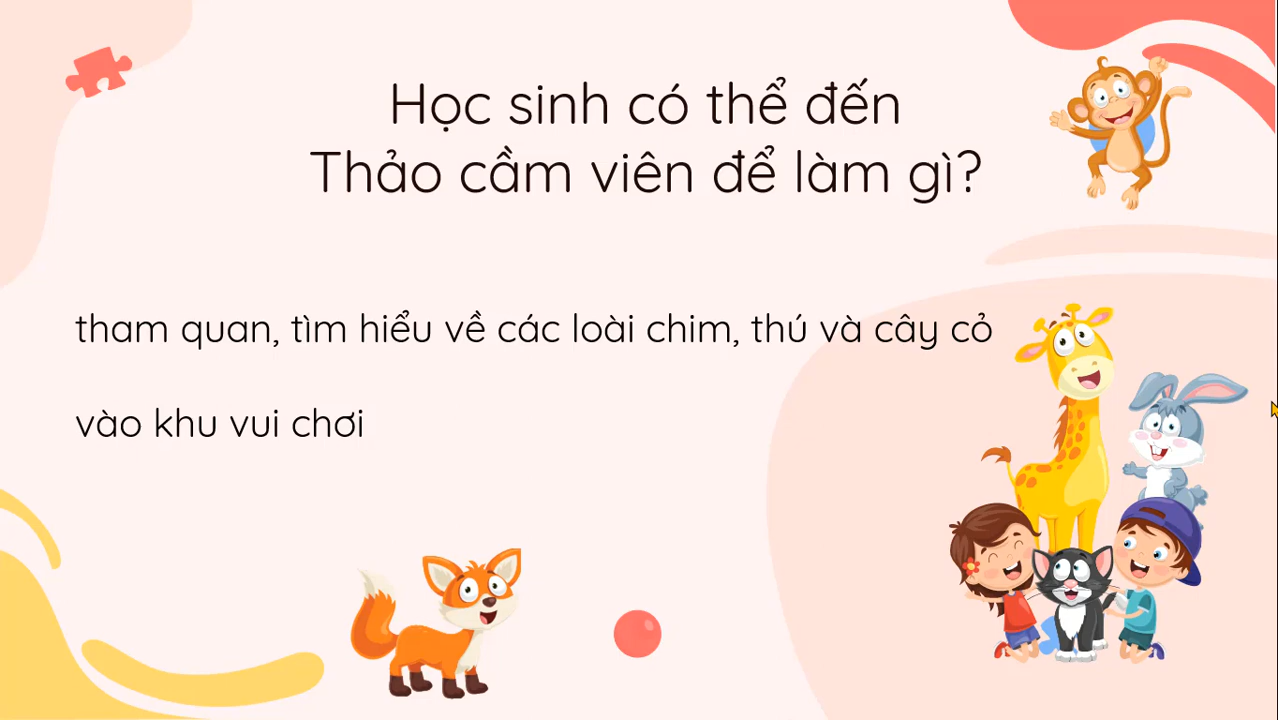 Học sinh có thể đến
Thảo cầm viên để làm gì?
tham quan, tìm hiểu về các loài chim, thú và cây cỏ
vào khu vui chơi